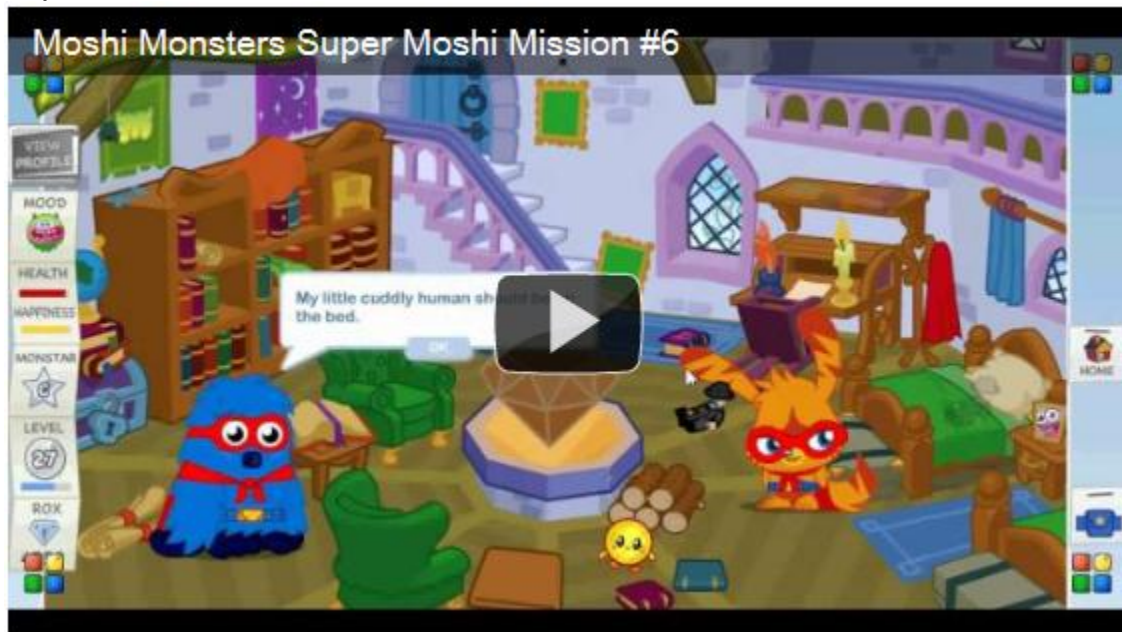 Moshi Monsters Super Moshi Mission #6
VIEW
PROFILE
MOOD
HEALTH
HAPPINESS
MONSTAR
LEVEL
27
ROX
My little cuddly human
the bed.
OK
HOME